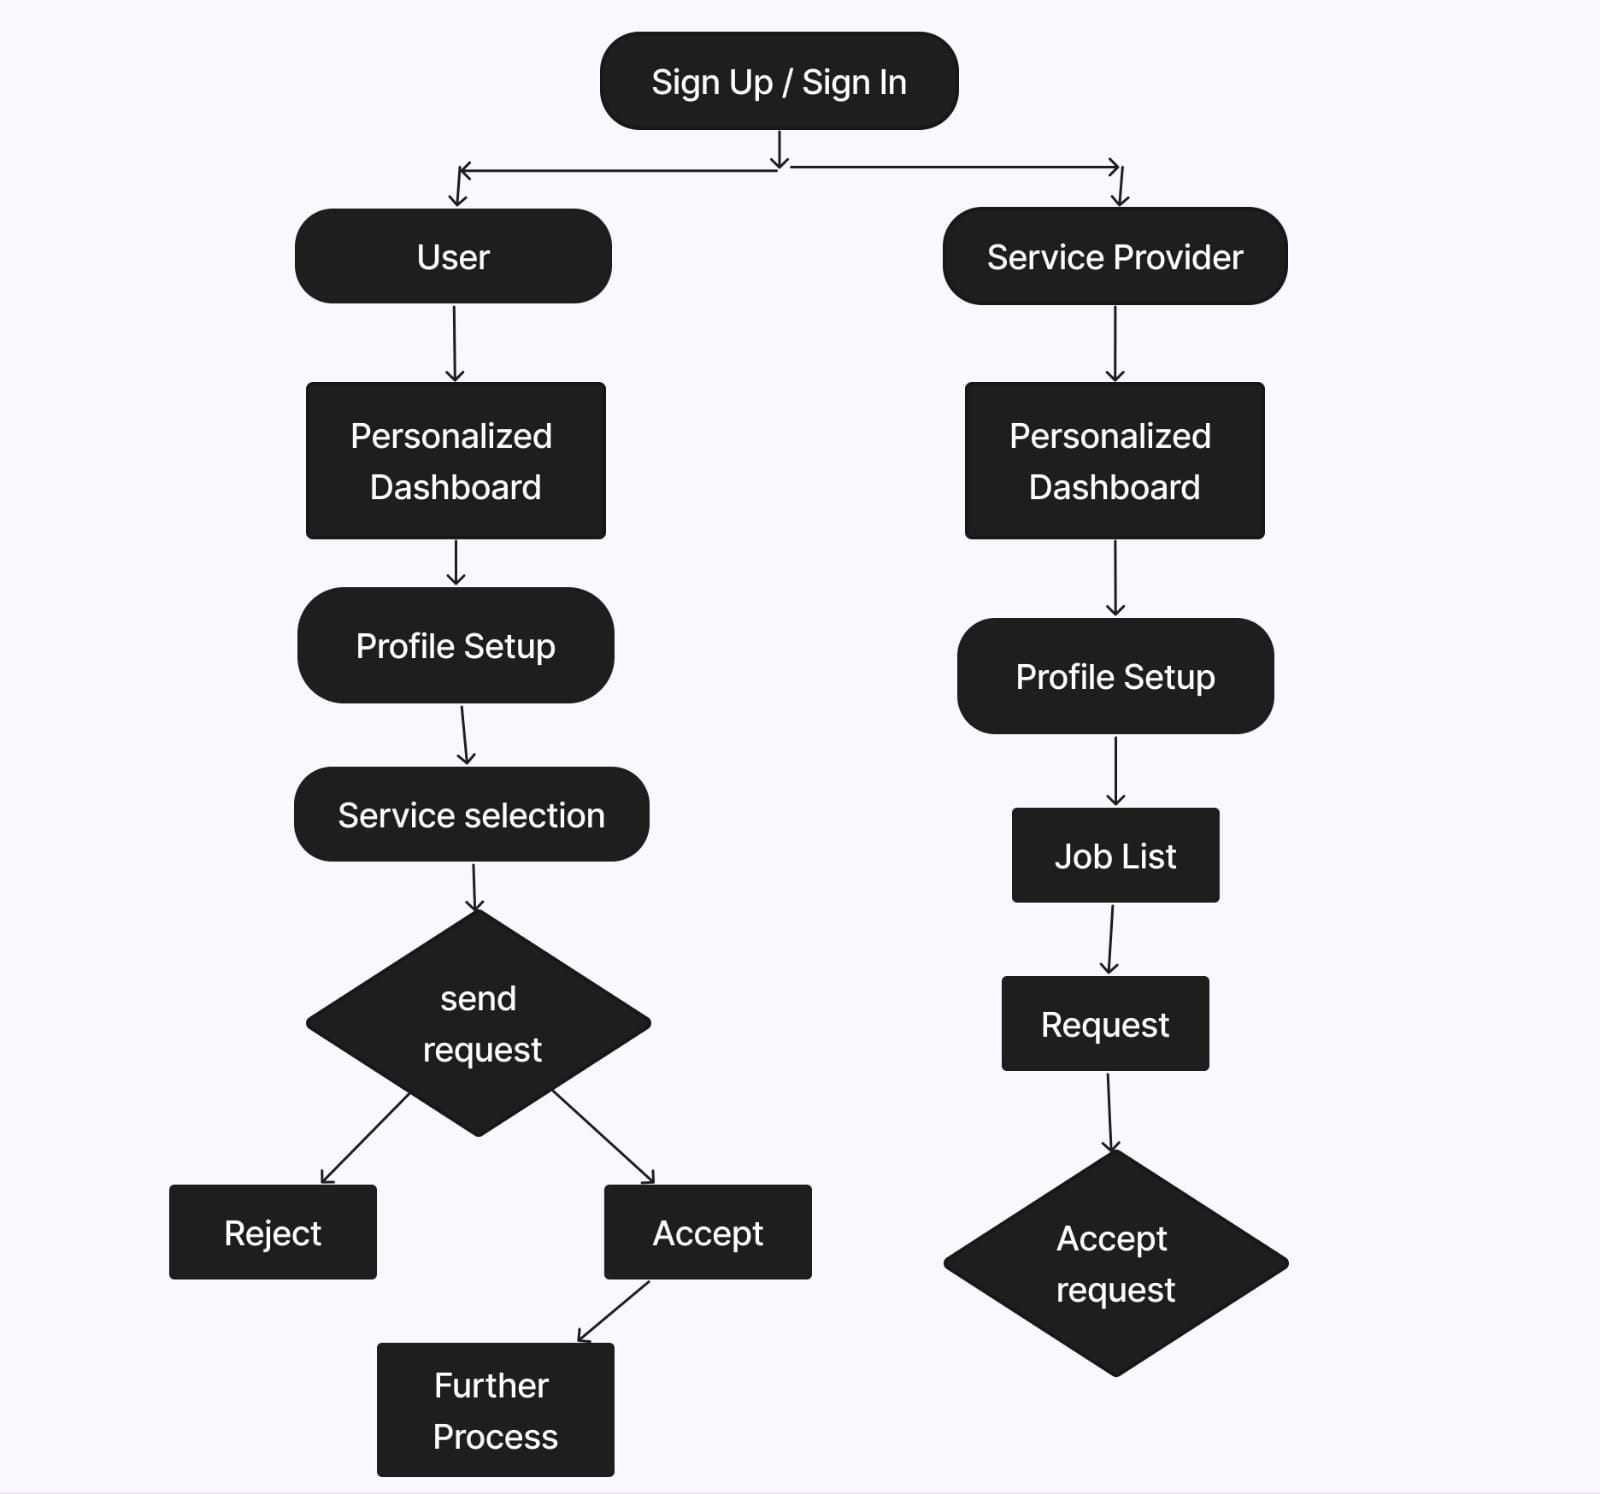 Sign Up / Sign In
User
Service Provider
Personalized
Dashboard
Personalized
Dashboard
Profile Setup
Profile Setup
Service selection
Job List
send
request
Request
Reject
Accept
Accept
request
Further
Process